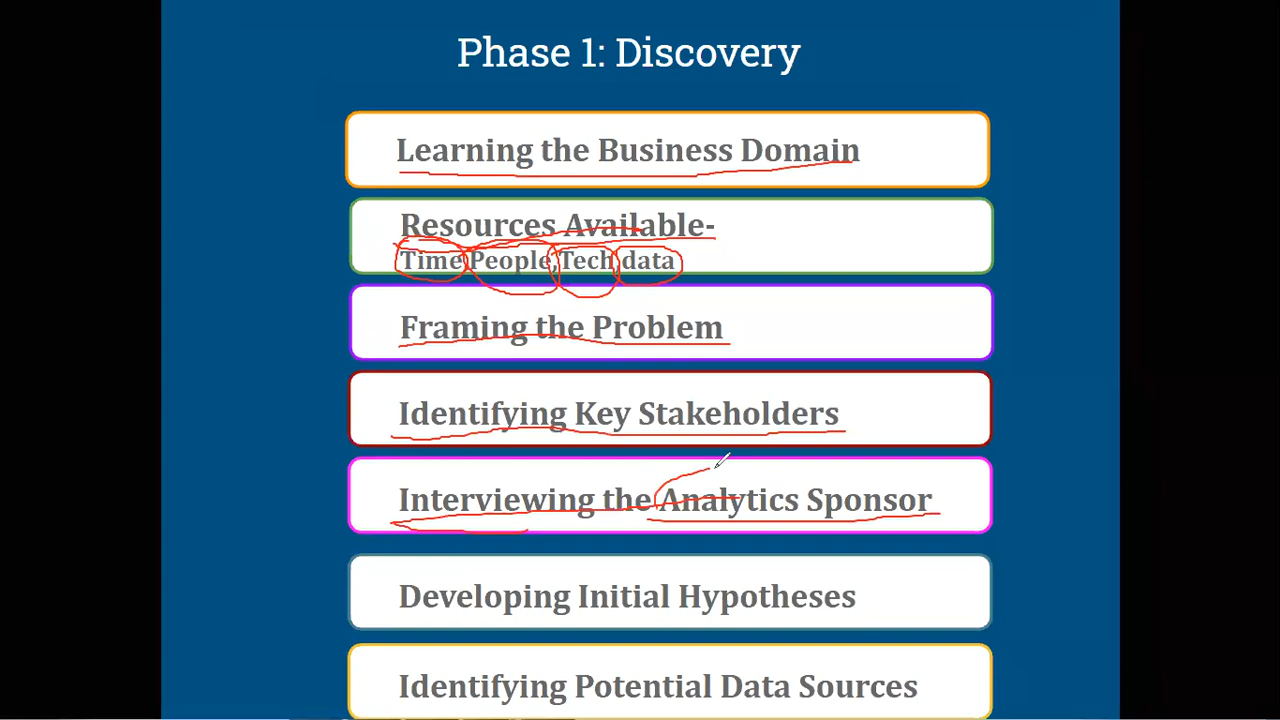 Phase 1: Discovery
Learning the Business Domain
Resources Available-
Time People,Tech data
Framing the Problem
Identifying Key Stakeholders
Interviewing the Analytics Sponsor
Developing Initial Hypotheses
Identifying Potential Data Sources